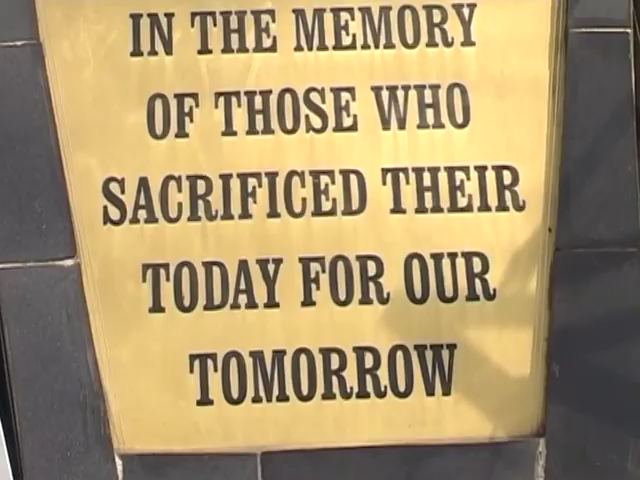 IN THE MEMORY
OF THOSE WHO
SACRIFICED THEIR
TODAY FOR OUR
TOMORROW